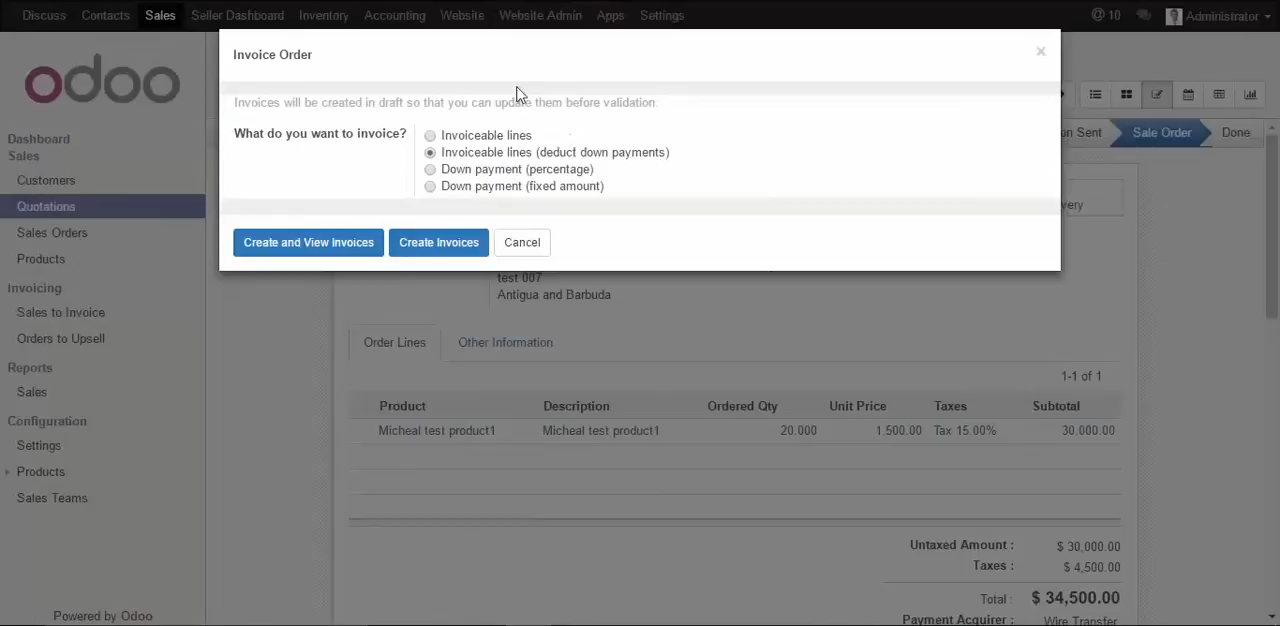 Discuss Contacts Sales Seller Dashboard Inventory Accounting Website Website Admin Apps Settings @ 10 Administrator
odoo
Invoice Order ×
Invoices will be created in draft so that you can update them before validation.
What do you want to invoice?
Invoiceable lines
Invoiceable lines (deduct down payments)
Down payment (percentage)
Down payment (fixed amount)
Create and View Invoices Create Invoices Cancel
Sent Sale Order Done
Dashboard
Sales
Customers
Quotations
Sales Orders
Products
Invoicing
Sales to Invoice
Orders to Upsell
Reports
Sales
Configuration
Settings
Products
Sales Teams
Powered by Odoo
test 007
Antigua and Barbuda
Order Lines Other Information
1-1 of 1
Product Description Ordered Qty Unit Price Taxes Subtotal
Micheal test product1 Micheal test product1 20.000 1,500.00 Tax 15.00% 30,000.00
Untaxed Amount : $ 30,000.00
Taxes : $ 4,500.00
Total : $ 34,500.00
Payment Acquirer : Wire Transfer